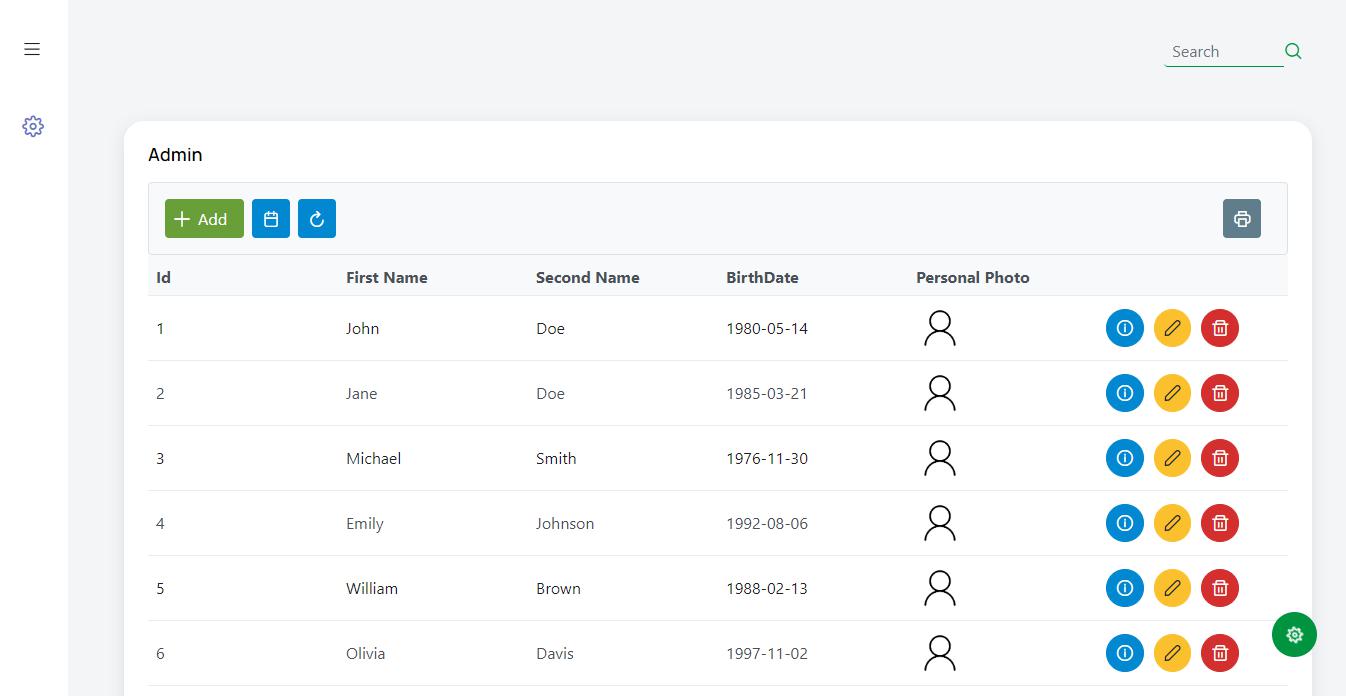 Search
Admin
Add
Id First Name Second Name BirthDate Personal Photo
1 John Doe 1980-05-14
2 Jane Doe 1985-03-21
3 Michael Smith 1976-11-30
4 Emily Johnson 1992-08-06
5 William Brown 1988-02-13
6 Olivia Davis 1997-11-02